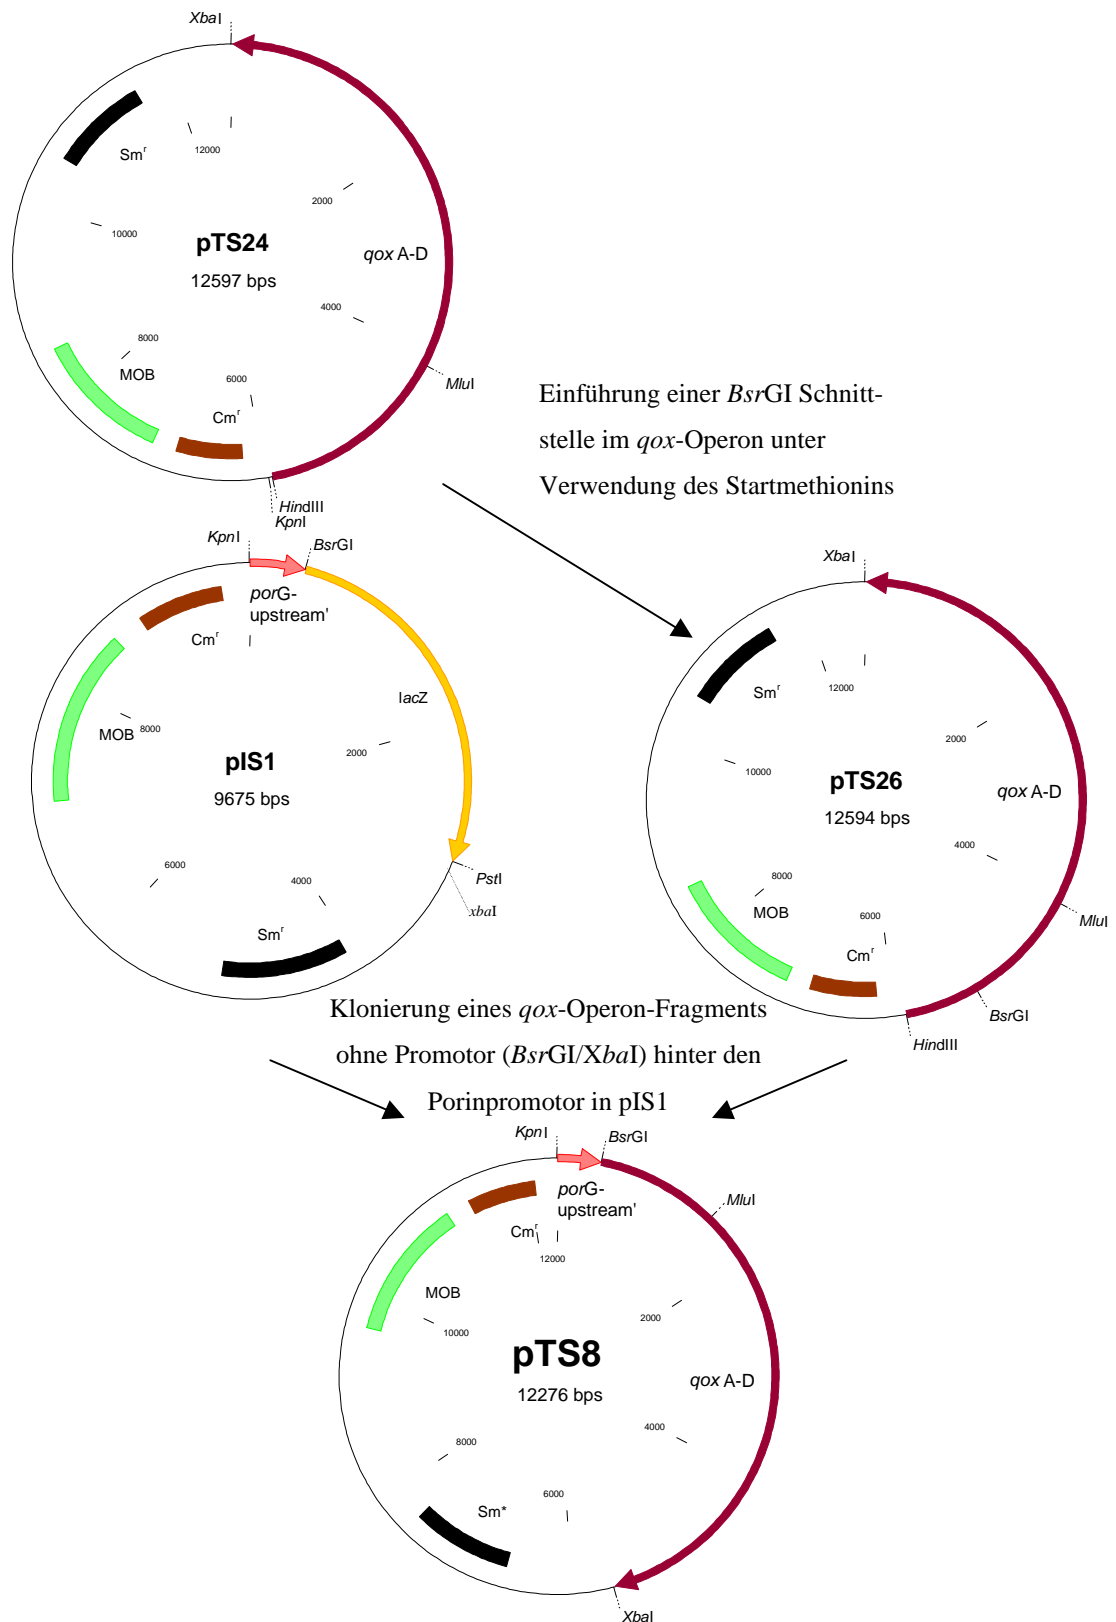 XbaI
Smʳ
12000
2000
10000
pTS24
12597 bps
qox A-D
4000
8000
MOB
6000
Cmʳ
MluI
HindIII
KpnI
Einführung einer BsrGI Schnitt-
stelle im qox-Operon unter
Verwendung des Startmethionins
KpnI
BsrGI
porG-
upstream'
Cmʳ
lacZ
MOB
8000
2000
pIS1
9675 bps
6000
4000
PstI
xbaI
Smʳ
XbaI
Smʳ
12000
2000
10000
pTS26
12594 bps
qox A-D
4000
8000
MOB
6000
Cmʳ
MluI
BsrGI
HindIII
Klonierung eines qox-Operon-Fragments
ohne Promotor (BsrGI/XbaI) hinter den
Porinpromotor in pIS1
KpnI
BsrGI
porG-
upstream'
MluI
Cmʳ
12000
MOB
10000
2000
pTS8
12276 bps
qox A-D
4000
8000
6000
Sm*
XbaI